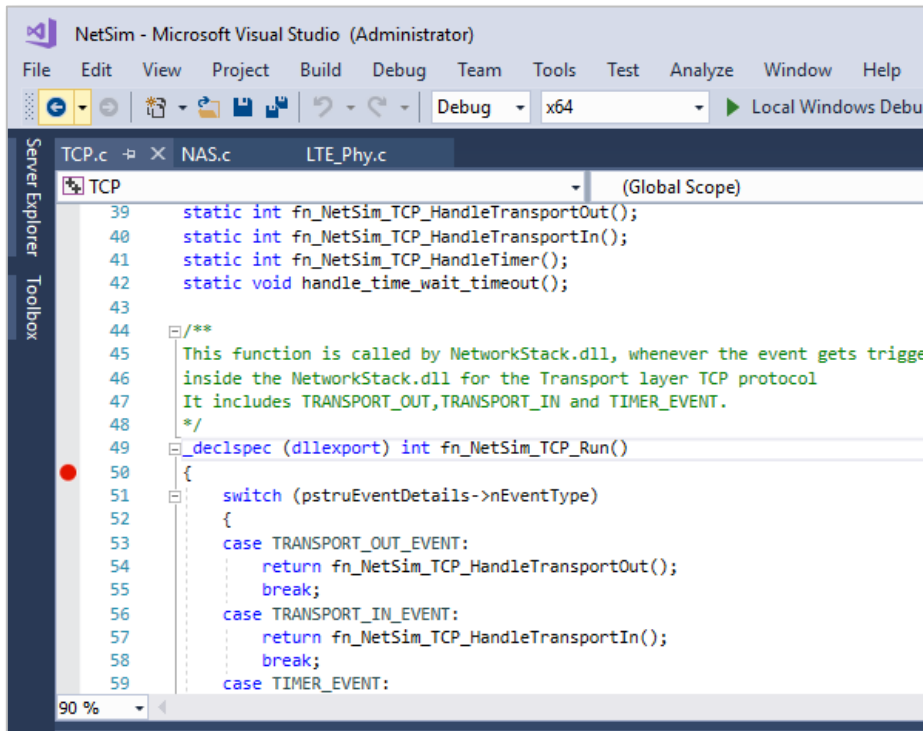 NetSim - Microsoft Visual Studio (Administrator)
File Edit View Project Build Debug Team Tools Test Analyze Window Help
Debug x64 Local Windows Debu
Server Explorer
Toolbox
TCP.c NAS.c LTE_Phy.c
TCP (Global Scope)
39 static int fn_NetSim_TCP_HandleTransportOut();
40 static int fn_NetSim_TCP_HandleTransportIn();
41 static int fn_NetSim_TCP_HandleTimer();
42 static void handle_time_wait_timeout();
43
44 /**
45 This function is called by NetworkStack.dll, whenever the event gets trigge
46 inside the NetworkStack.dll for the Transport layer TCP protocol
47 It includes TRANSPORT_OUT,TRANSPORT_IN and TIMER_EVENT.
48 */
49 _declspec (dllexport) int fn_NetSim_TCP_Run()
50 {
51 switch (pstruEventDetails->nEventType)
52 {
53 case TRANSPORT_OUT_EVENT:
54 return fn_NetSim_TCP_HandleTransportOut();
55 break;
56 case TRANSPORT_IN_EVENT:
57 return fn_NetSim_TCP_HandleTransportIn();
58 break;
59 case TIMER_EVENT:
90 %